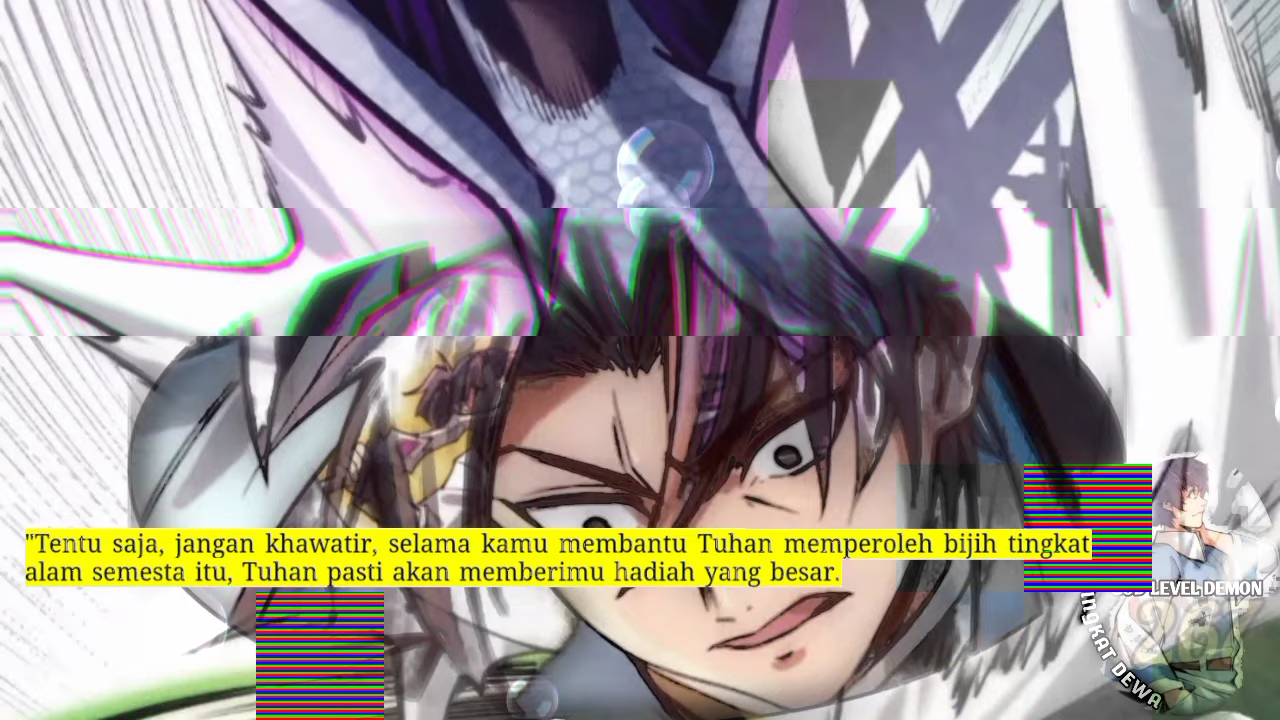 "Tentu saja, jangan khawatir, selama kamu membantu Tuhan memperoleh bijih tingkat
alam semesta itu, Tuhan pasti akan memberimu hadiah yang besar.
LEVEL DEMON
DEWA